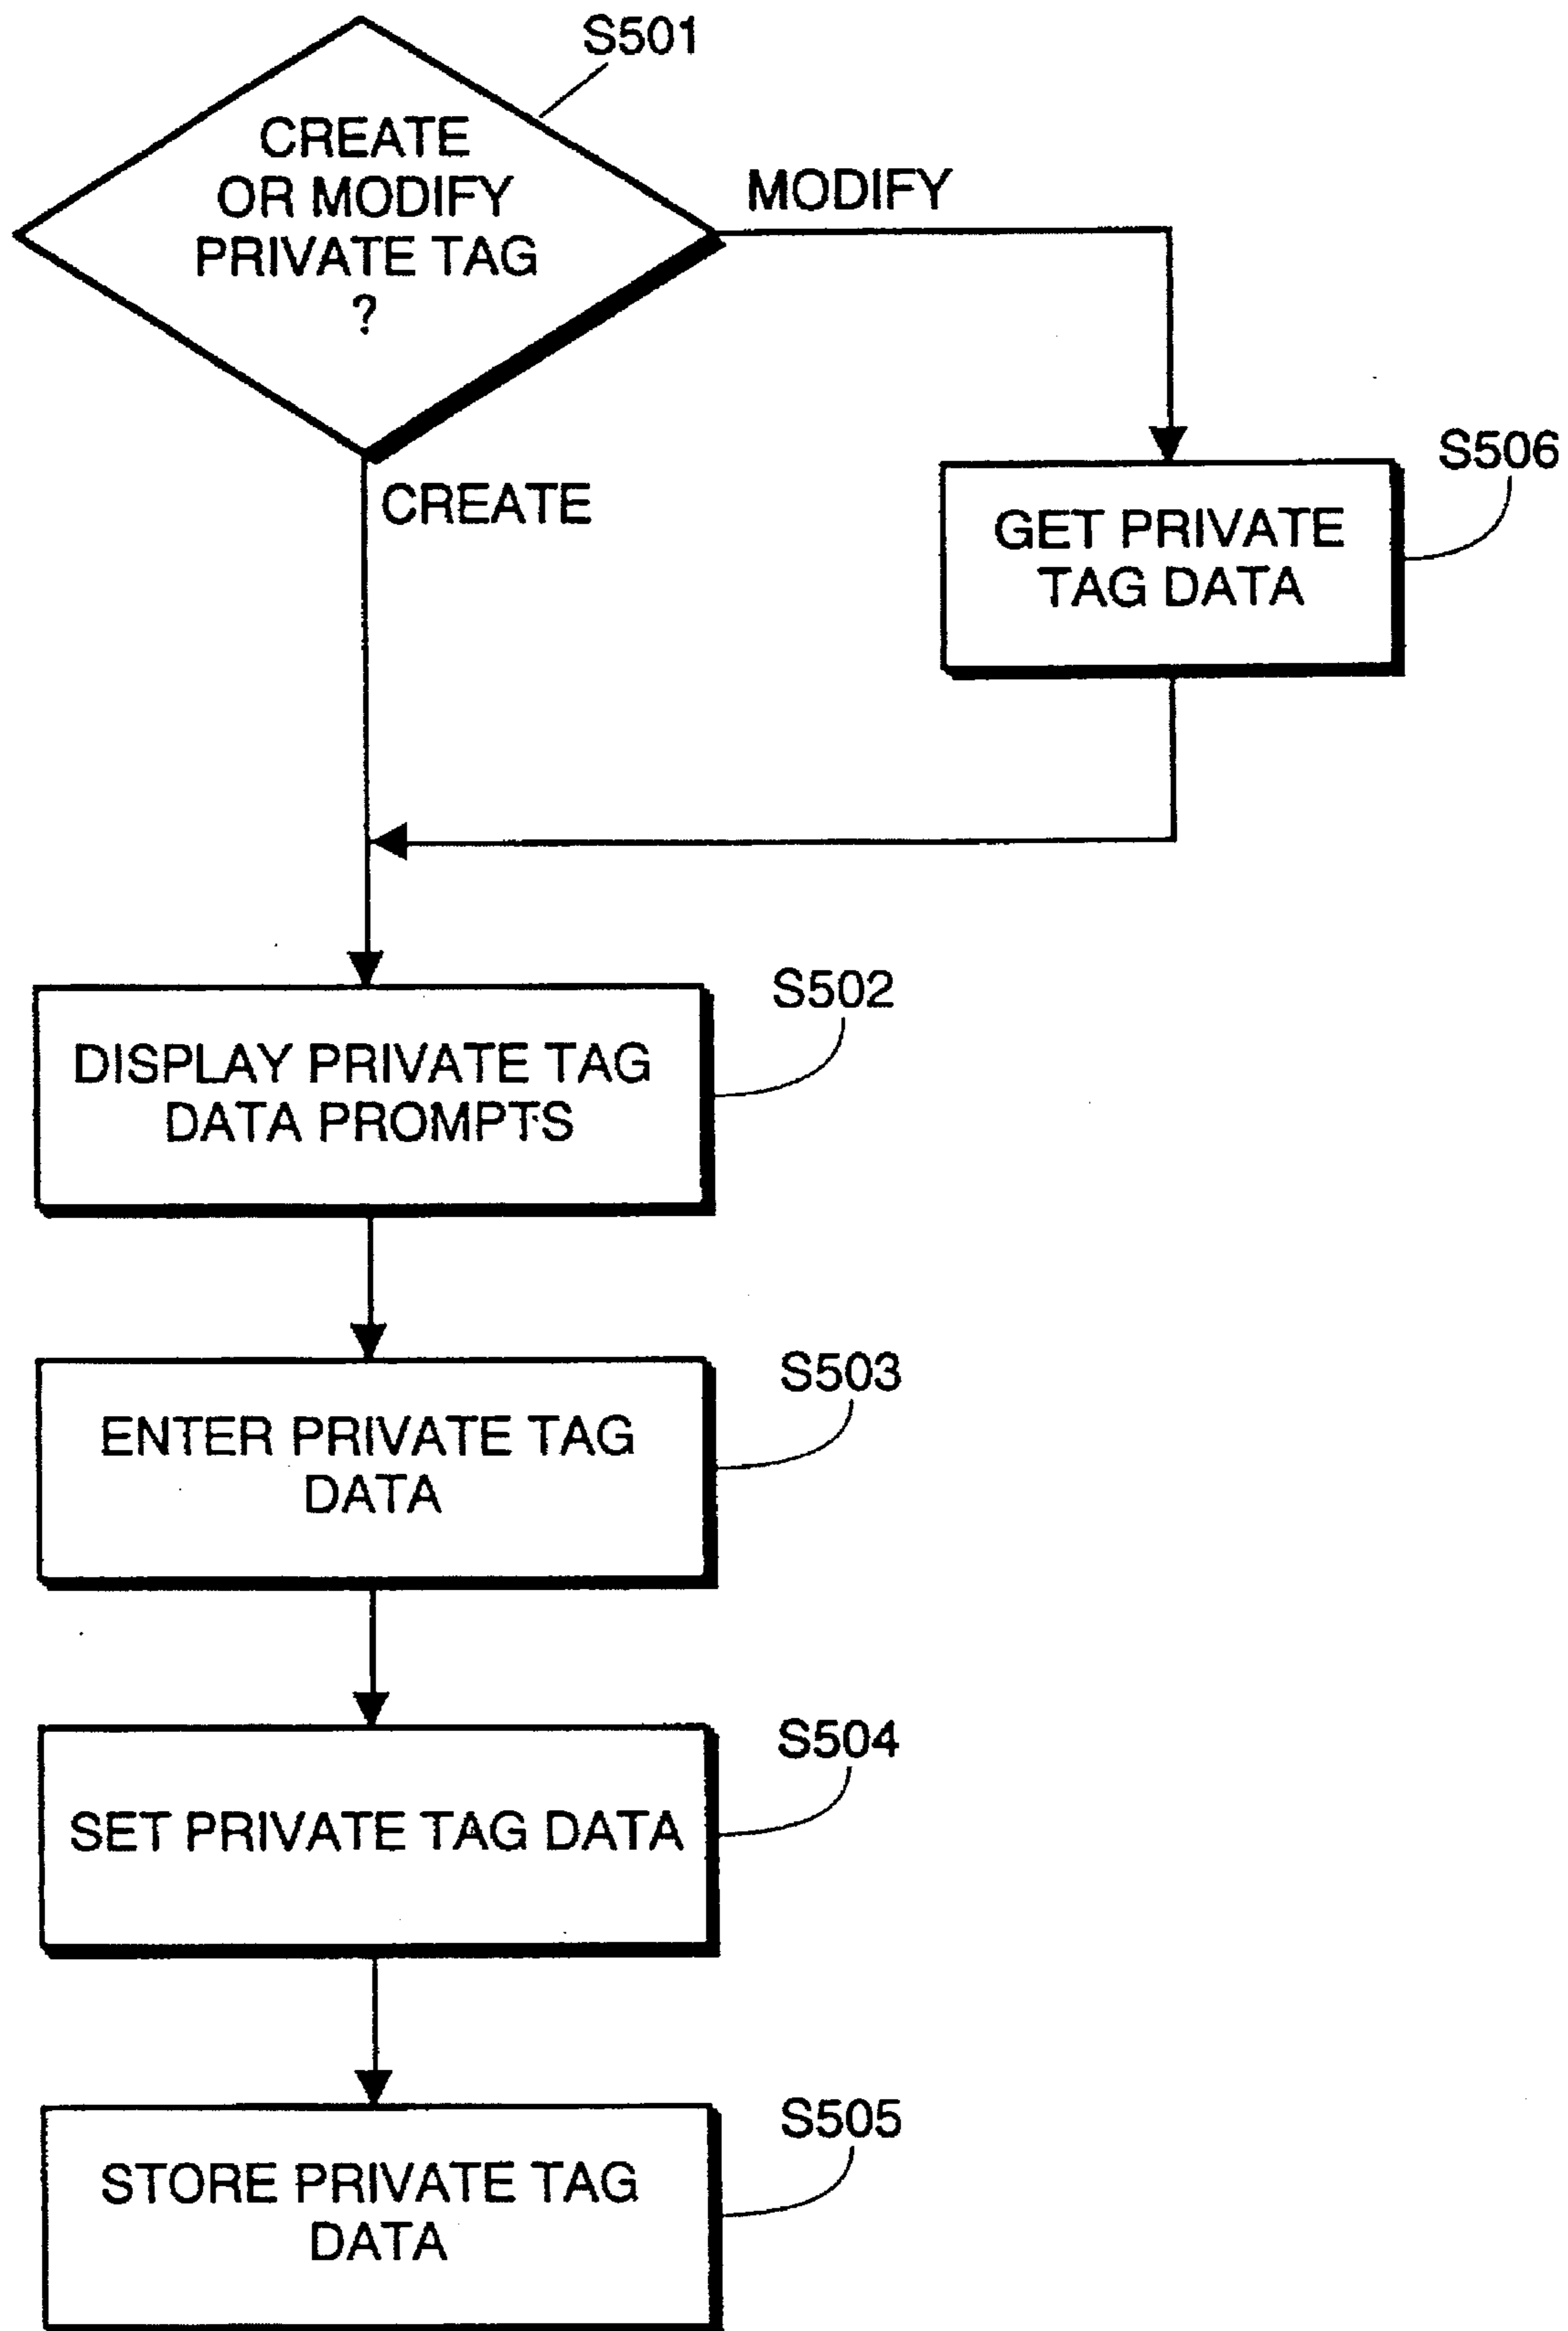 S501
CREATE
OR MODIFY
PRIVATE TAG
?
MODIFY
CREATE
S506
GET PRIVATE
TAG DATA
S502
DISPLAY PRIVATE TAG
DATA PROMPTS
S503
ENTER PRIVATE TAG
DATA
S504
SET PRIVATE TAG DATA
S505
STORE PRIVATE TAG
DATA